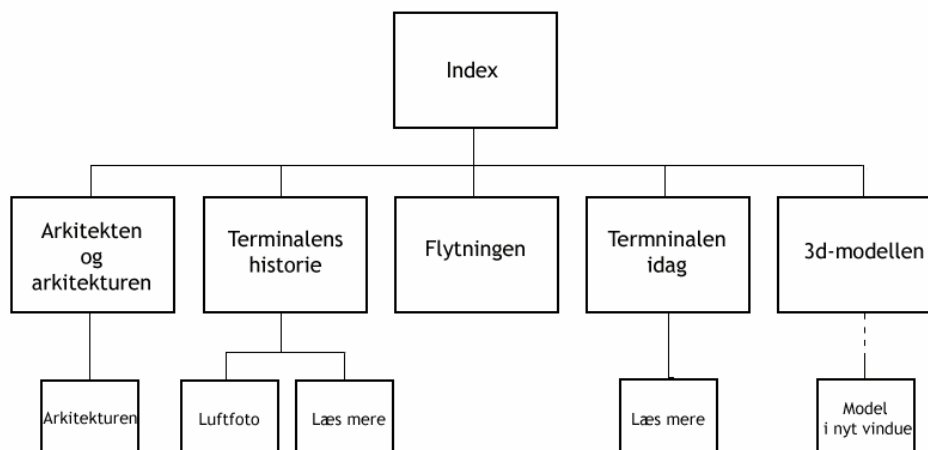 Index
Arkitekten
og
arkitekturen
Terminalens
historie
Flytningen
Termninalen
idag
3d-modellen
Arkitekturen
Luftfoto
Læs mere
Læs mere
Model
i nyt vindue